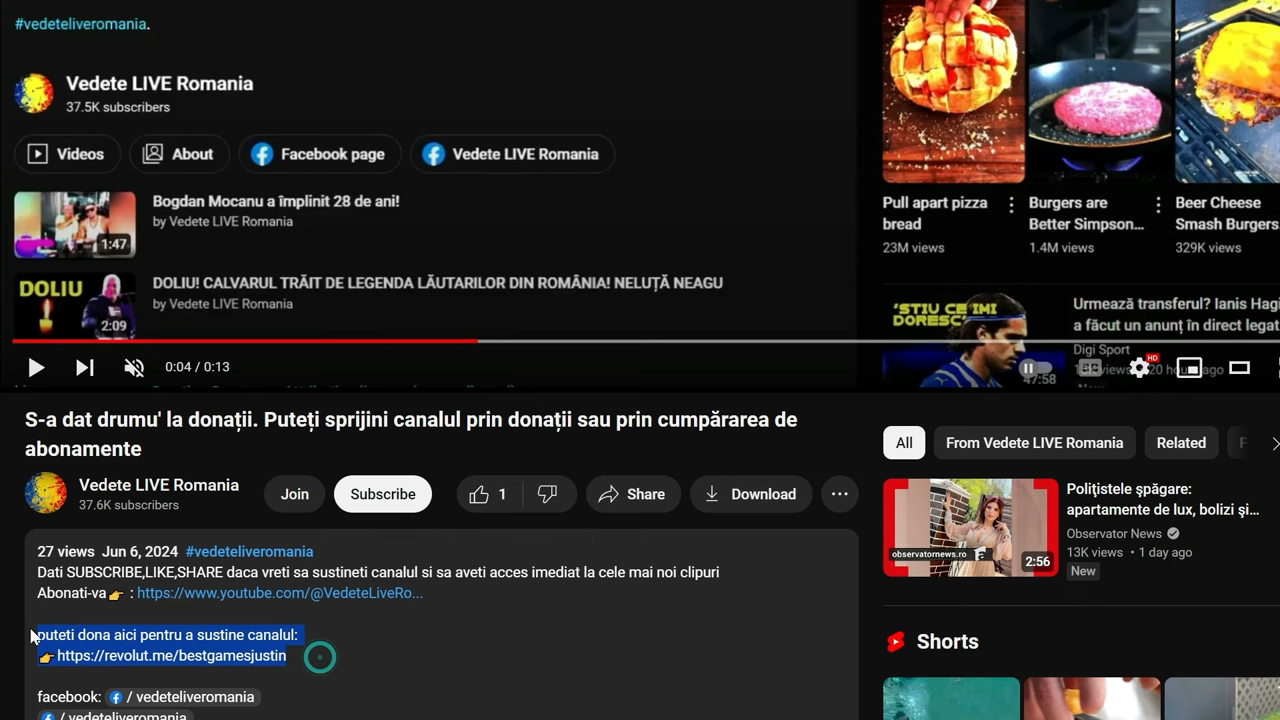 #vedeteliveromania.
Vedete LIVE Romania
37.5K subscribers
Videos
About
Facebook page
Vedete LIVE Romania
Bogdan Mocanu a împlinit 28 de ani!
by Vedete LIVE Romania
1:47
DOLIU! CALVARUL TRĂIT DE LEGENDA LĂUTARILOR DIN ROMÂNIA! NELUȚĂ NEAGU
by Vedete LIVE Romania
DOLIU
2:09
0:04 / 0:13
Pull apart pizza
bread
23M views
Burgers are
Better Simpson...
1.4M views
Beer Cheese
Smash Burgers
329K views
'STIU CE IMI
DORESC'
47:58
Urmează transferul? Ianis Hagi
a făcut un anunț în direct legat
Digi Sport
20 hours ago
HD
S-a dat drumu' la donații. Puteți sprijini canalul prin donații sau prin cumpărarea de
abonamente
Vedete LIVE Romania
37.6K subscribers
Join
Subscribe
1
Share
Download
27 views Jun 6, 2024 #vedeteliveromania
Dati SUBSCRIBE,LIKE,SHARE daca vreti sa sustineti canalul si sa aveti acces imediat la cele mai noi clipuri
Abonati-va👉 : https://www.youtube.com/@VedeteLiveRo...
puteti dona aici pentru a sustine canalul:
👉https://revolut.me/bestgamesjustin
facebook: / vedeteliveromania
/ vedeteliveromania
All
From Vedete LIVE Romania
Related
Polițistele șpăgare:
apartamente de lux, bolizi și...
Observator News
13K views • 1 day ago
New
observatornews.ro
2:56
Shorts